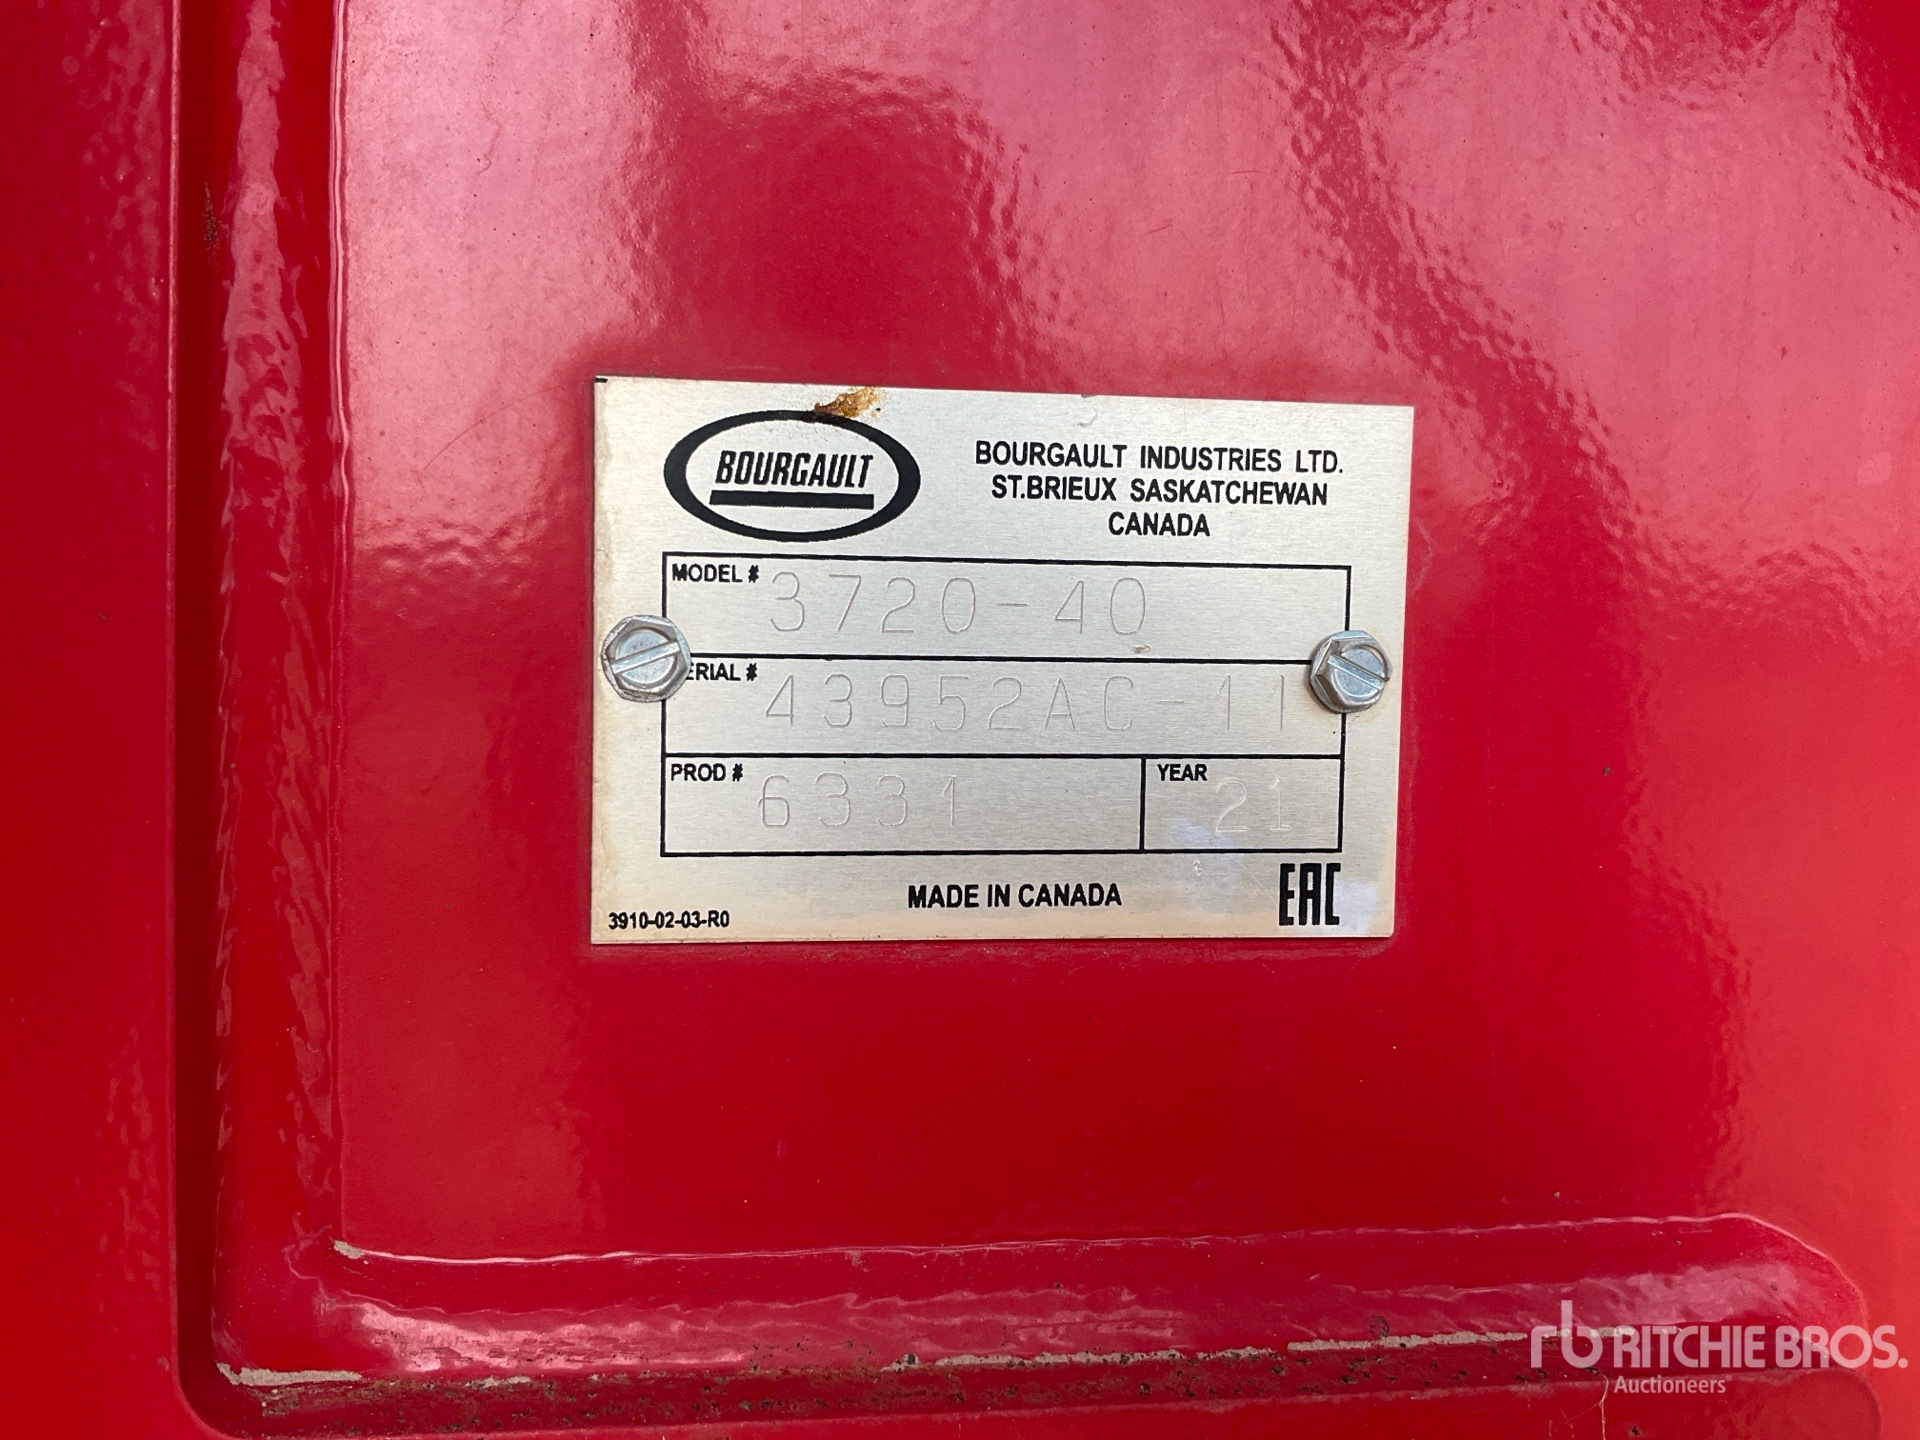 BOURGAULT
BOURGAULT INDUSTRIES LTD.
ST.BRIEUX SASKATCHEWAN
CANADA
MODEL # 3720-40
ERIAL # 43952AC-11
PROD # 6331 YEAR 21
MADE IN CANADA
EAC
3910-02-03-R0
rb RITCHIE BROS.
Auctioneers